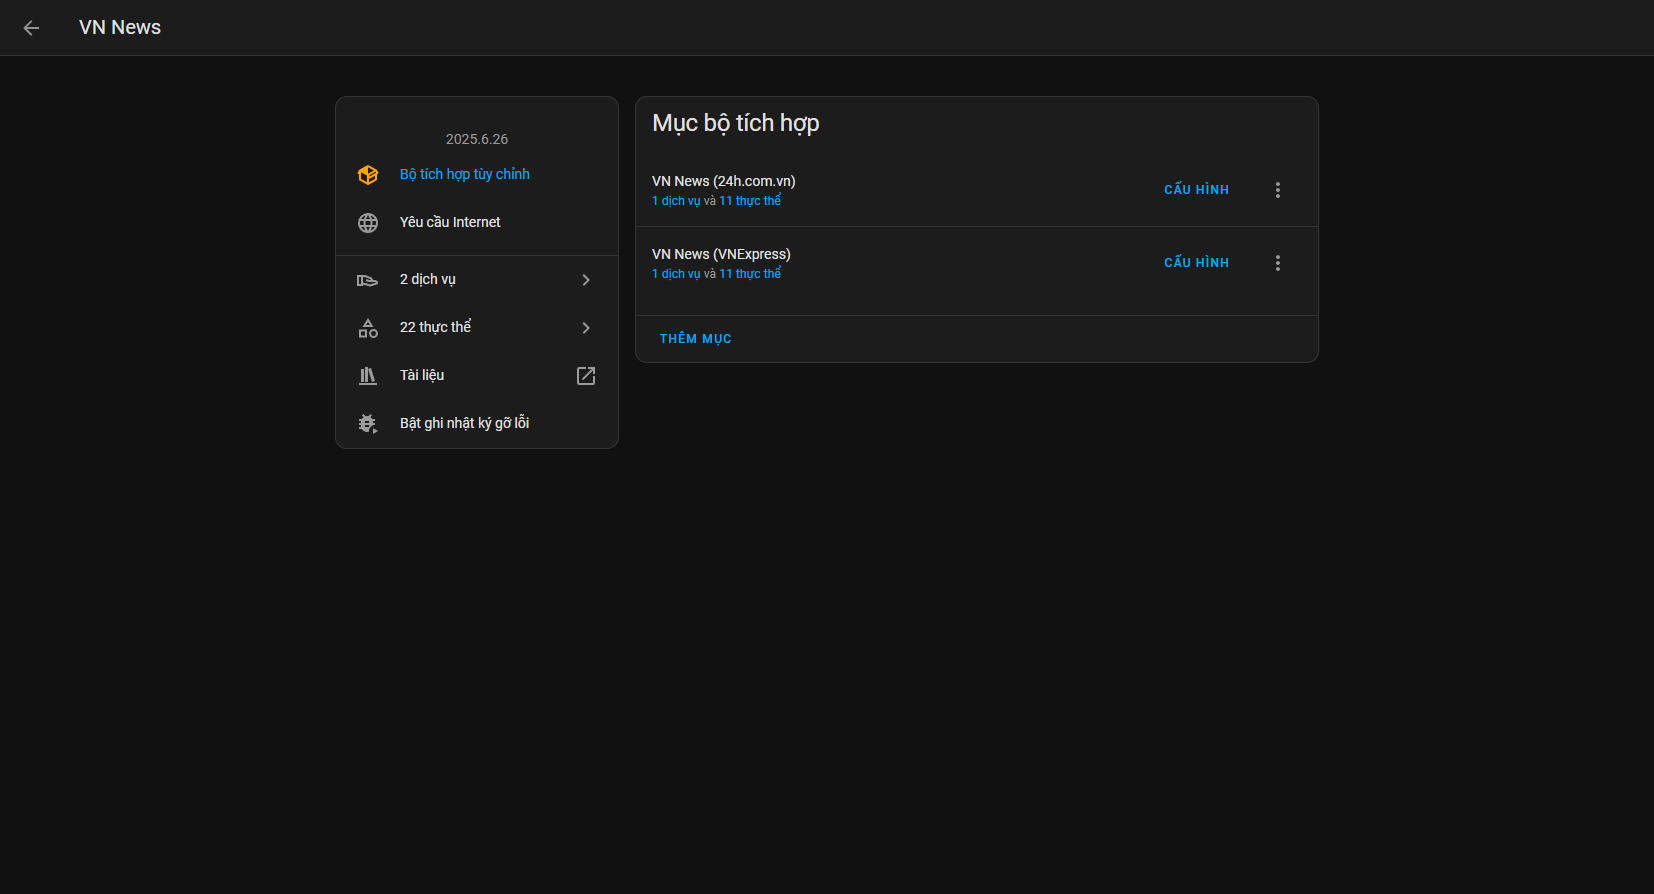 VN News
2025.6.26
Bộ tích hợp tùy chỉnh
Yêu cầu Internet
2 dịch vụ
22 thực thể
Tài liệu
Bật ghi nhật ký gỡ lỗi
Mục bộ tích hợp
VN News (24h.com.vn)
1 dịch vụ và 11 thực thể
CẤU HÌNH
VN News (VNExpress)
1 dịch vụ và 11 thực thể
CẤU HÌNH
THÊM MỤC